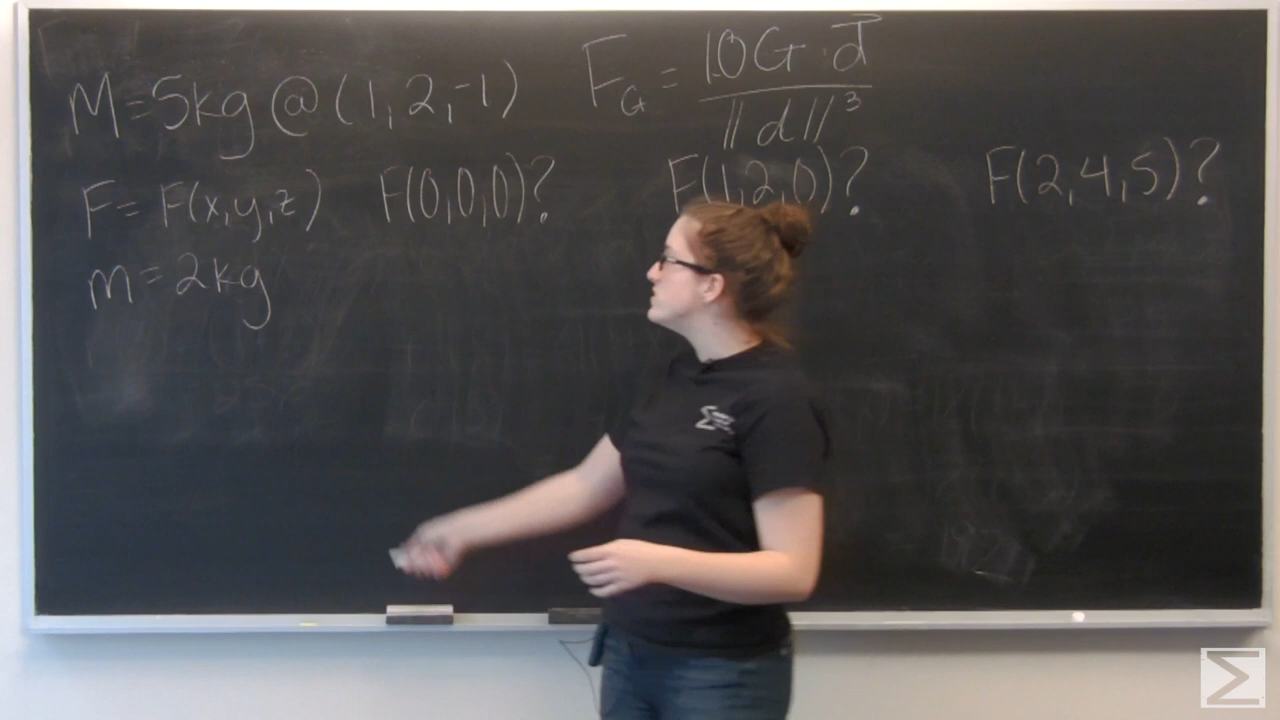 M=5kg @ (1,2,-1)
F_G = 10G·d⃗ / ||d||³
F= F(x,y,z)
F(0,0,0)?
F(1,2,0)?
F(2,4,5)?
m=2kg
Σ